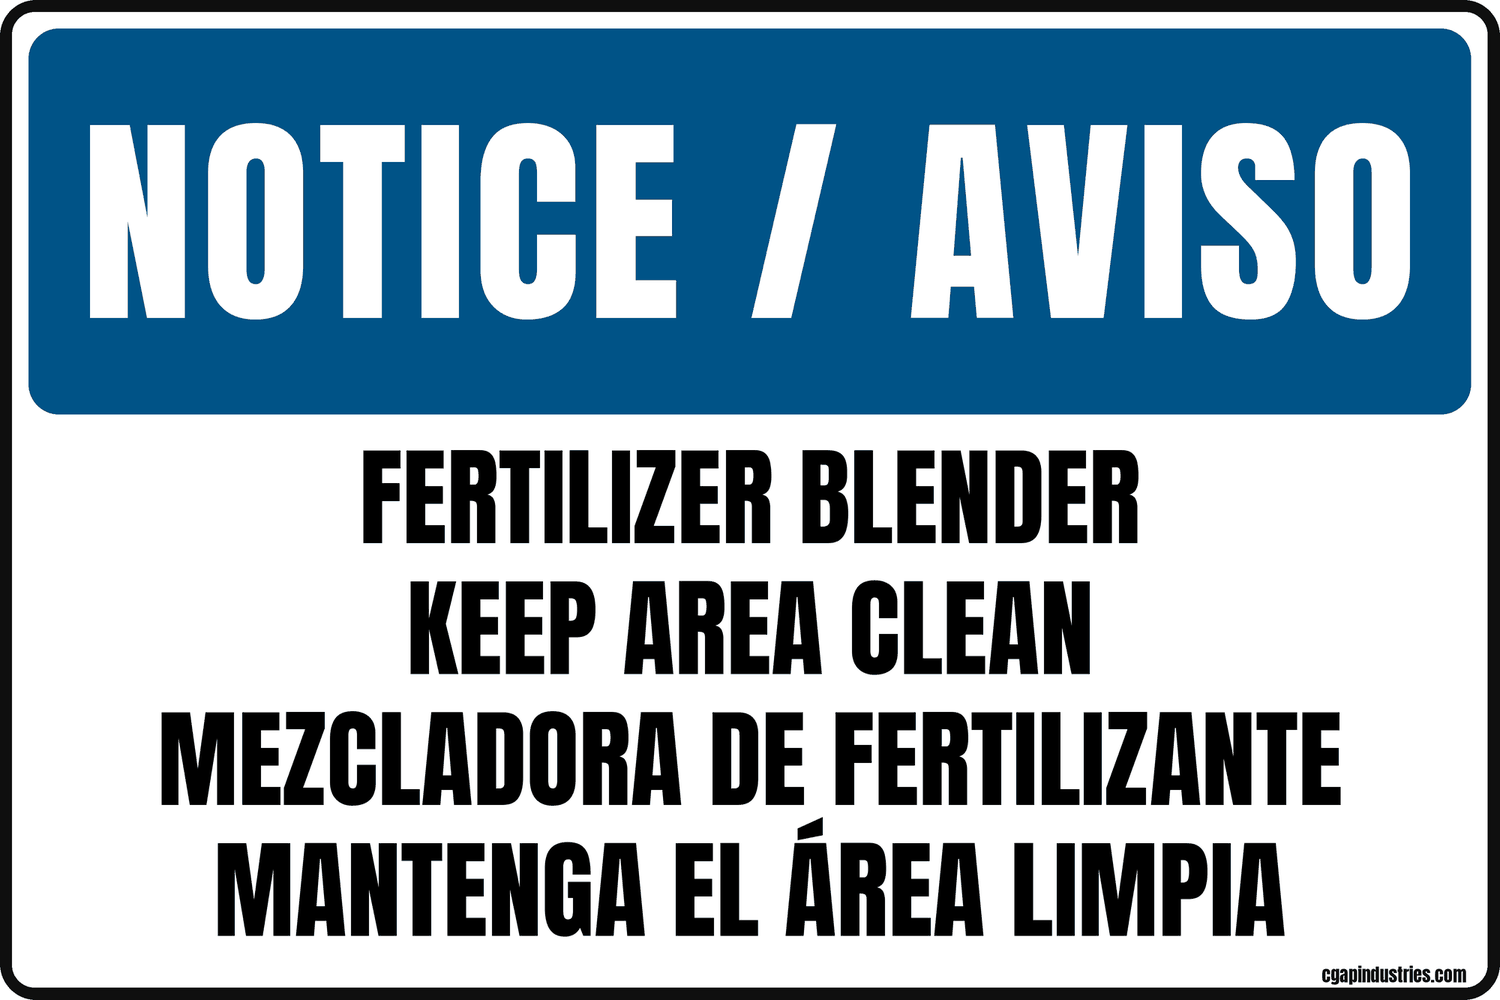 NOTICE / AVISO
FERTILIZER BLENDER
KEEP AREA CLEAN
MEZCLADORA DE FERTILIZANTE
MANTENGA EL ÁREA LIMPIA
cgapindustries.com